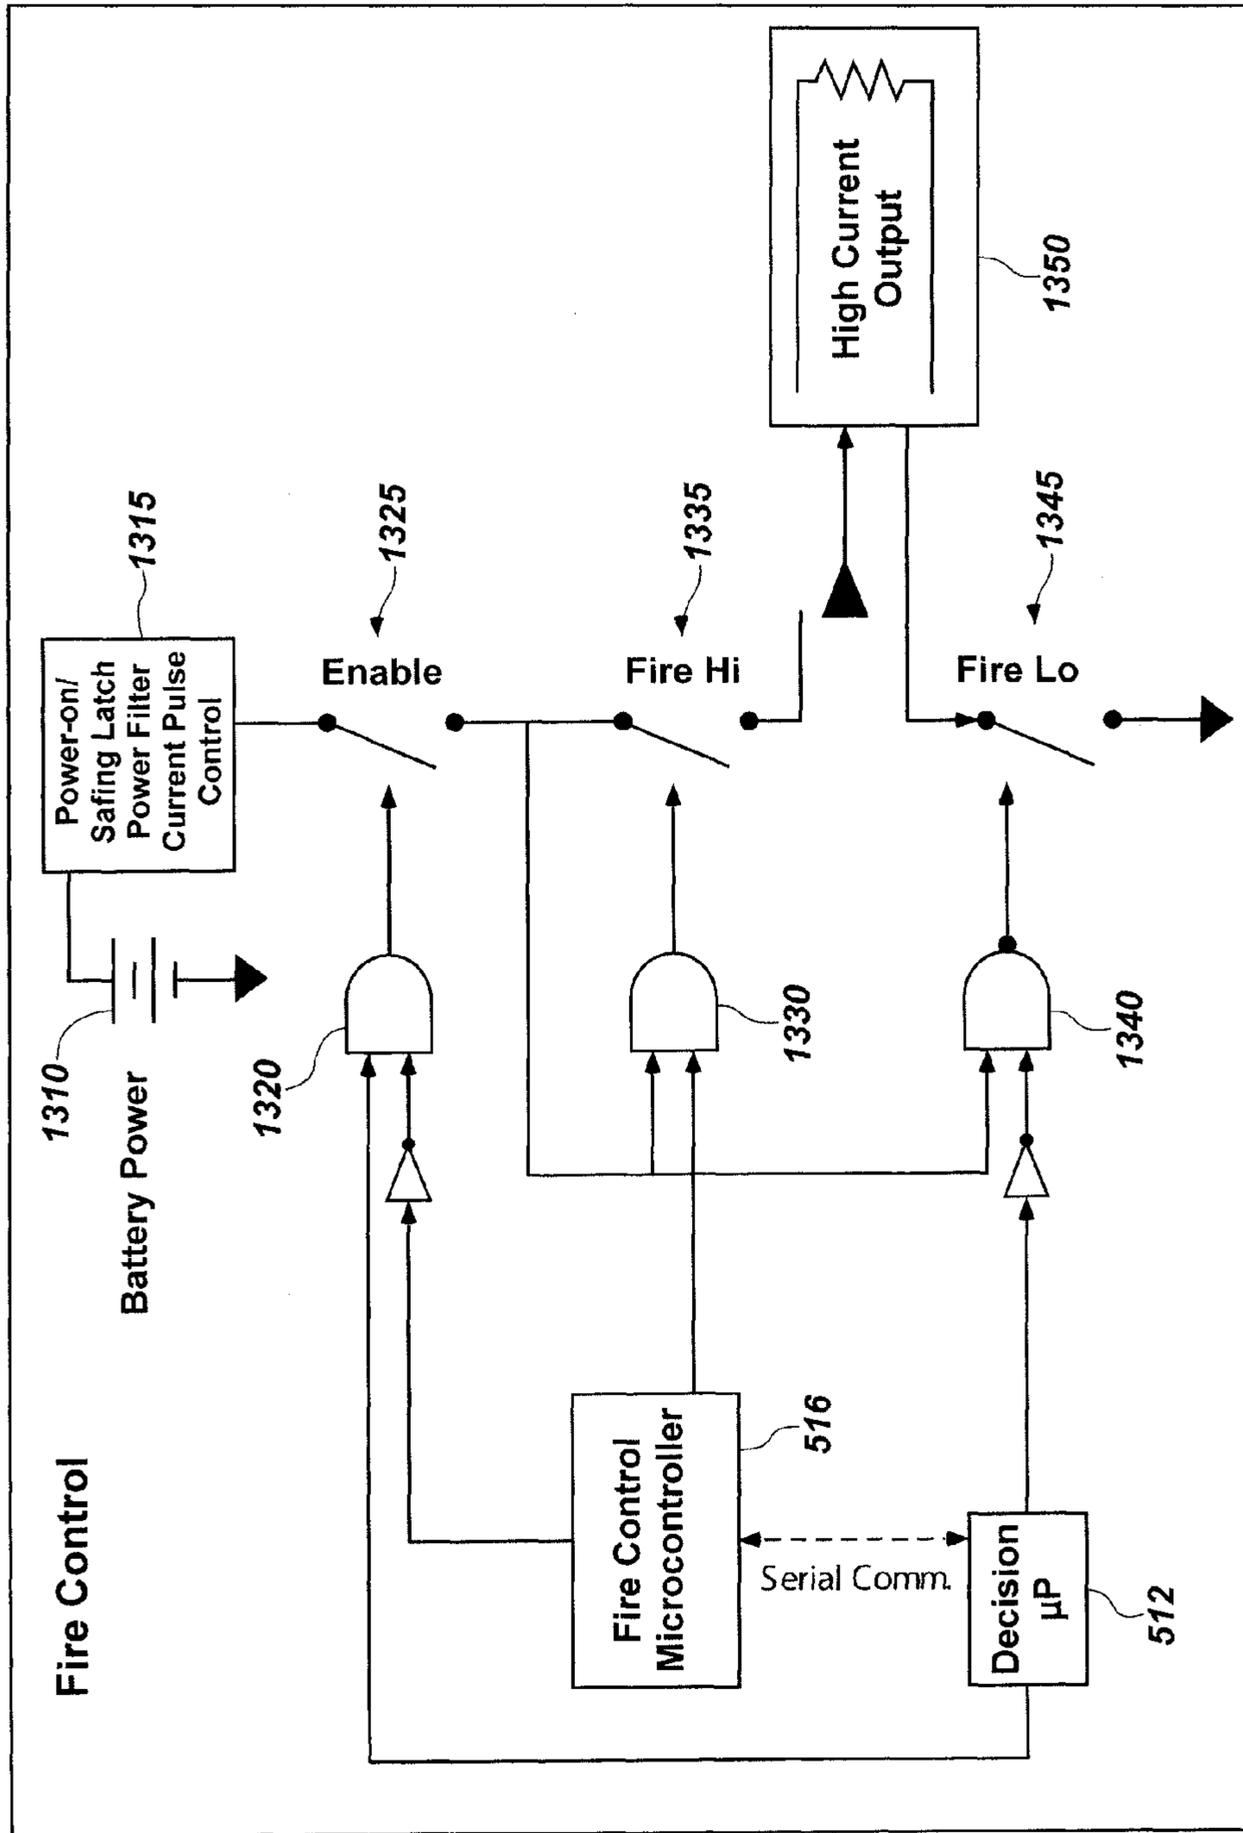 Fire Control
Battery Power
1310
Power-on/
Safing Latch
Power Filter
Current Pulse
Control
1315
1320
Enable
1325
Fire Control
Microcontroller
516
1330
Fire Hi
1335
Serial Comm.
High Current
Output
1350
Decision
µP
512
1340
Fire Lo
1345